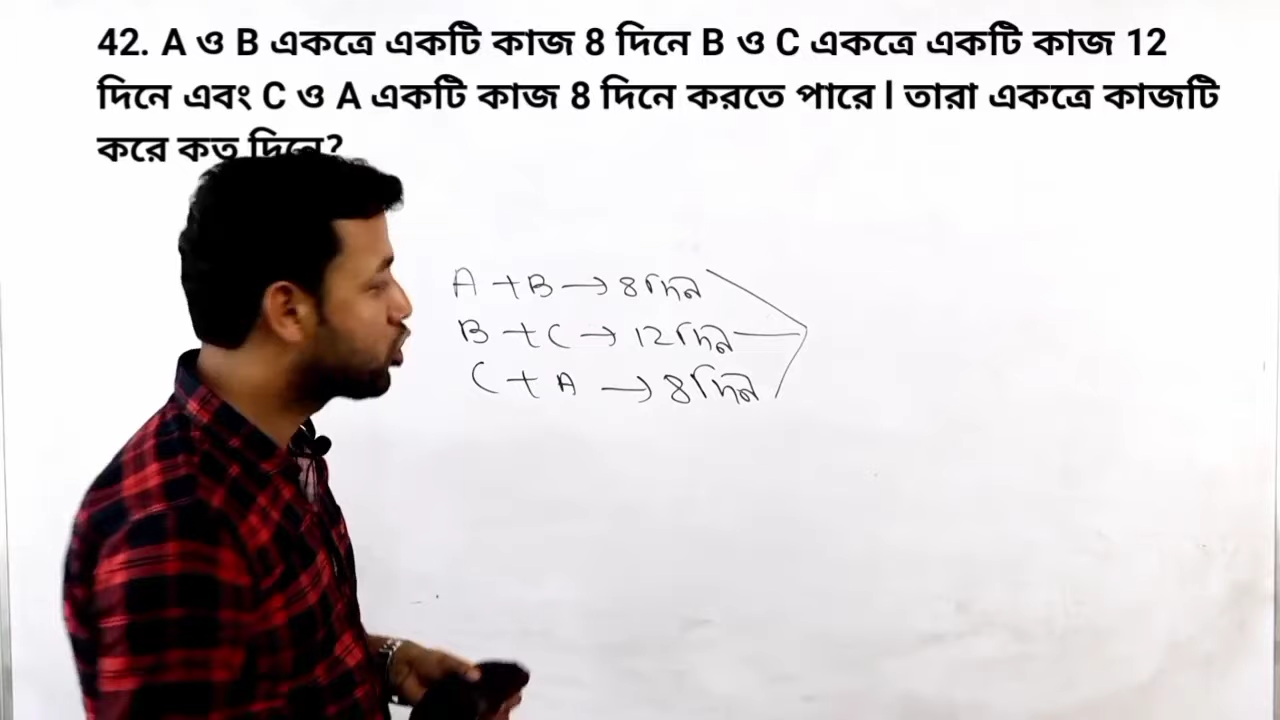 42. A ও B একত্রে একটি কাজ 8 দিনে B ও C একত্রে একটি কাজ 12
দিনে এবং C ও A একটি কাজ 8 দিনে করতে পারে l তারা একত্রে কাজটি
করে কত দিনে?
A + B → 8 দিন
B + C → 12 দিন
C + A → 8 দিন